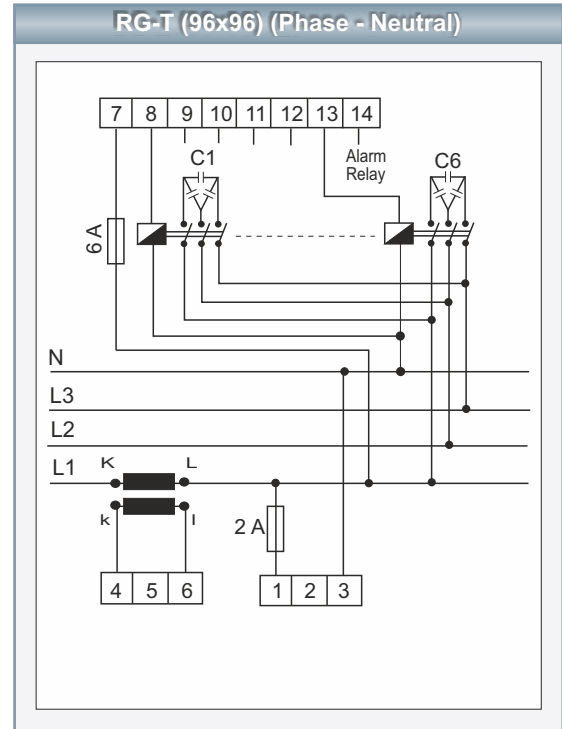 RG-T (96x96) (Phase - Neutral)
7 8 9 10 11 12 13 14
C1
Alarm
Relay
C6
6 A
N
L3
L2
L1
K L
k l
2 A
4 5 6
1 2 3